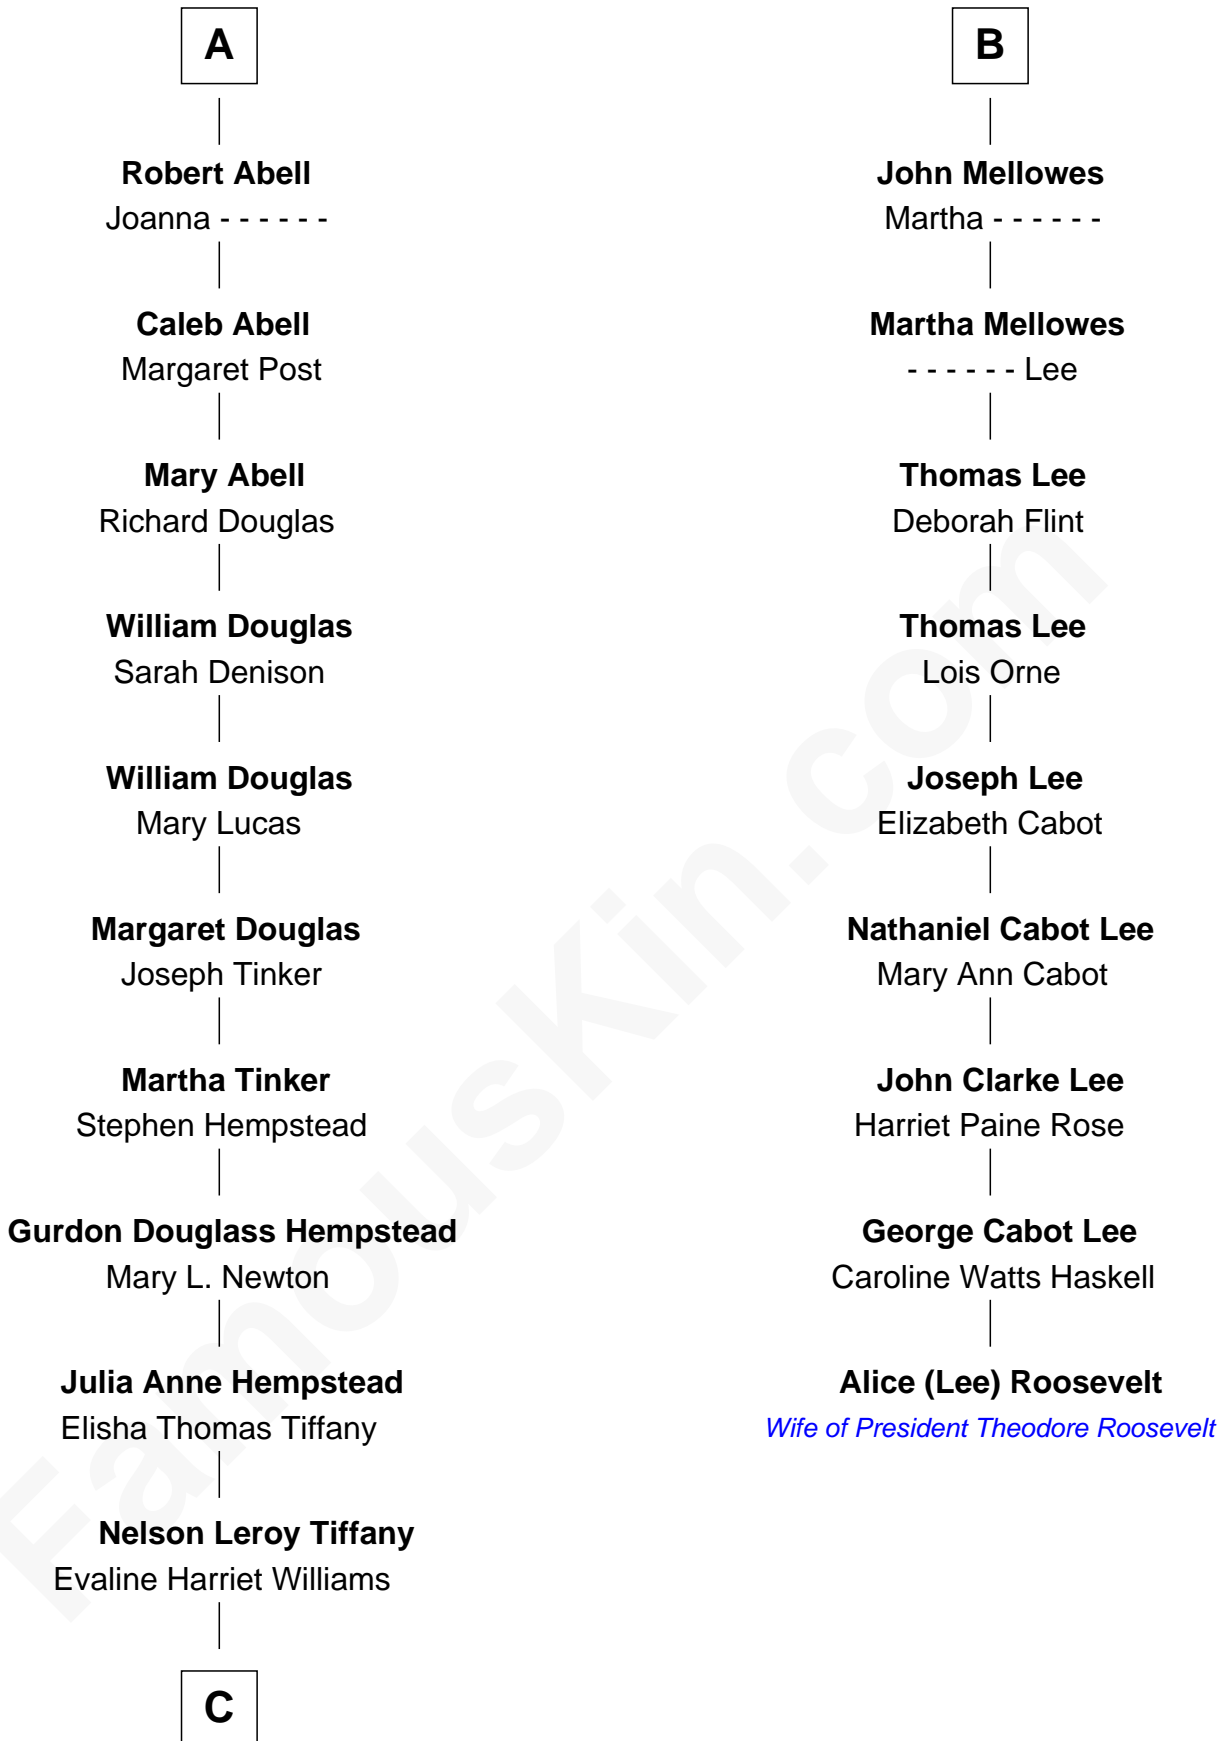 A
Robert Abell
Joanna - - - - - -
Caleb Abell
Margaret Post
Mary Abell
Richard Douglas
William Douglas
Sarah Denison
William Douglas
Mary Lucas
Margaret Douglas
Joseph Tinker
Martha Tinker
Stephen Hempstead
Gurdon Douglass Hempstead
Mary L. Newton
Julia Anne Hempstead
Elisha Thomas Tiffany
Nelson Leroy Tiffany
Evaline Harriet Williams
C
B
John Mellowes
Martha - - - - - -
Martha Mellowes
- - - - - - Lee
Thomas Lee
Deborah Flint
Thomas Lee
Lois Orne
Joseph Lee
Elizabeth Cabot
Nathaniel Cabot Lee
Mary Ann Cabot
John Clarke Lee
Harriet Paine Rose
George Cabot Lee
Caroline Watts Haskell
Alice (Lee) Roosevelt
Wife of President Theodore Roosevelt
FamousKin.com